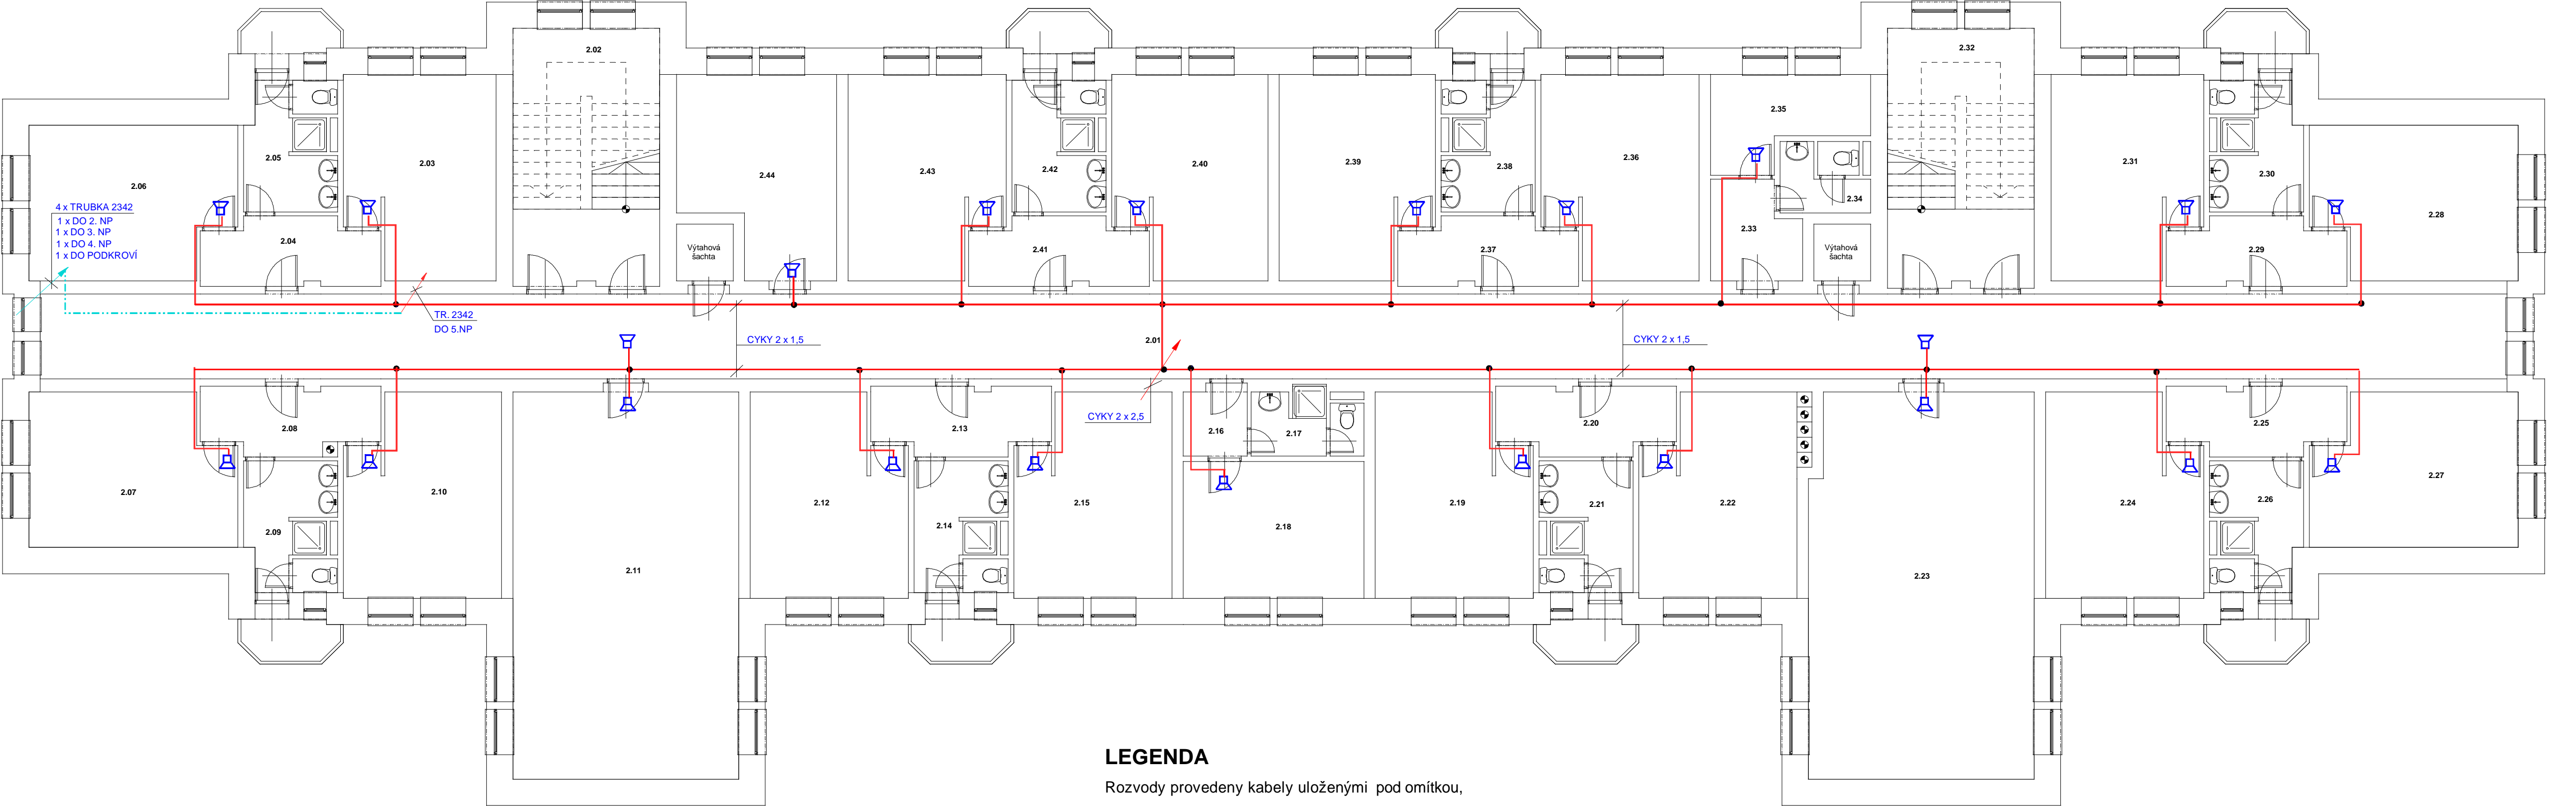 2.02
2.32
2.35
2.05
2.03
2.44
2.43
2.42
2.40
2.39
2.38
2.36
2.31
2.30
2.06
2.34
4 x TRUBKA 2342
1 x DO 2. NP
1 x DO 3. NP
1 x DO 4. NP
1 x DO PODKROVÍ
2.04
Výtahová
šachta
2.41
2.37
2.33
Výtahová
šachta
2.29
2.28
TR. 2342
DO 5.NP
CYKY 2 x 1,5
2.01
CYKY 2 x 1,5
CYKY 2 x 2,5
2.08
2.13
2.16
2.17
2.20
2.25
2.07
2.10
2.12
2.15
2.19
2.22
2.24
2.27
2.09
2.14
2.18
2.21
2.26
2.11
2.23
LEGENDA
Rozvody provedeny kabely uloženými pod omítkou,